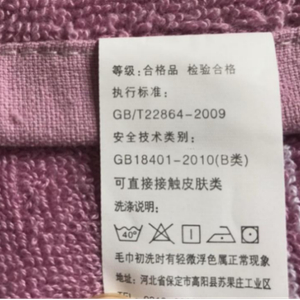 等级：合格品 检验合格
执行标准：
GB/T22864-2009
安全技术类别：
GB18401-2010(B类)
可直接接触皮肤类
洗涤说明：
40°
毛巾初洗时有轻微浮色属正常现象
地址：河北省保定市高阳县苏果庄工业区